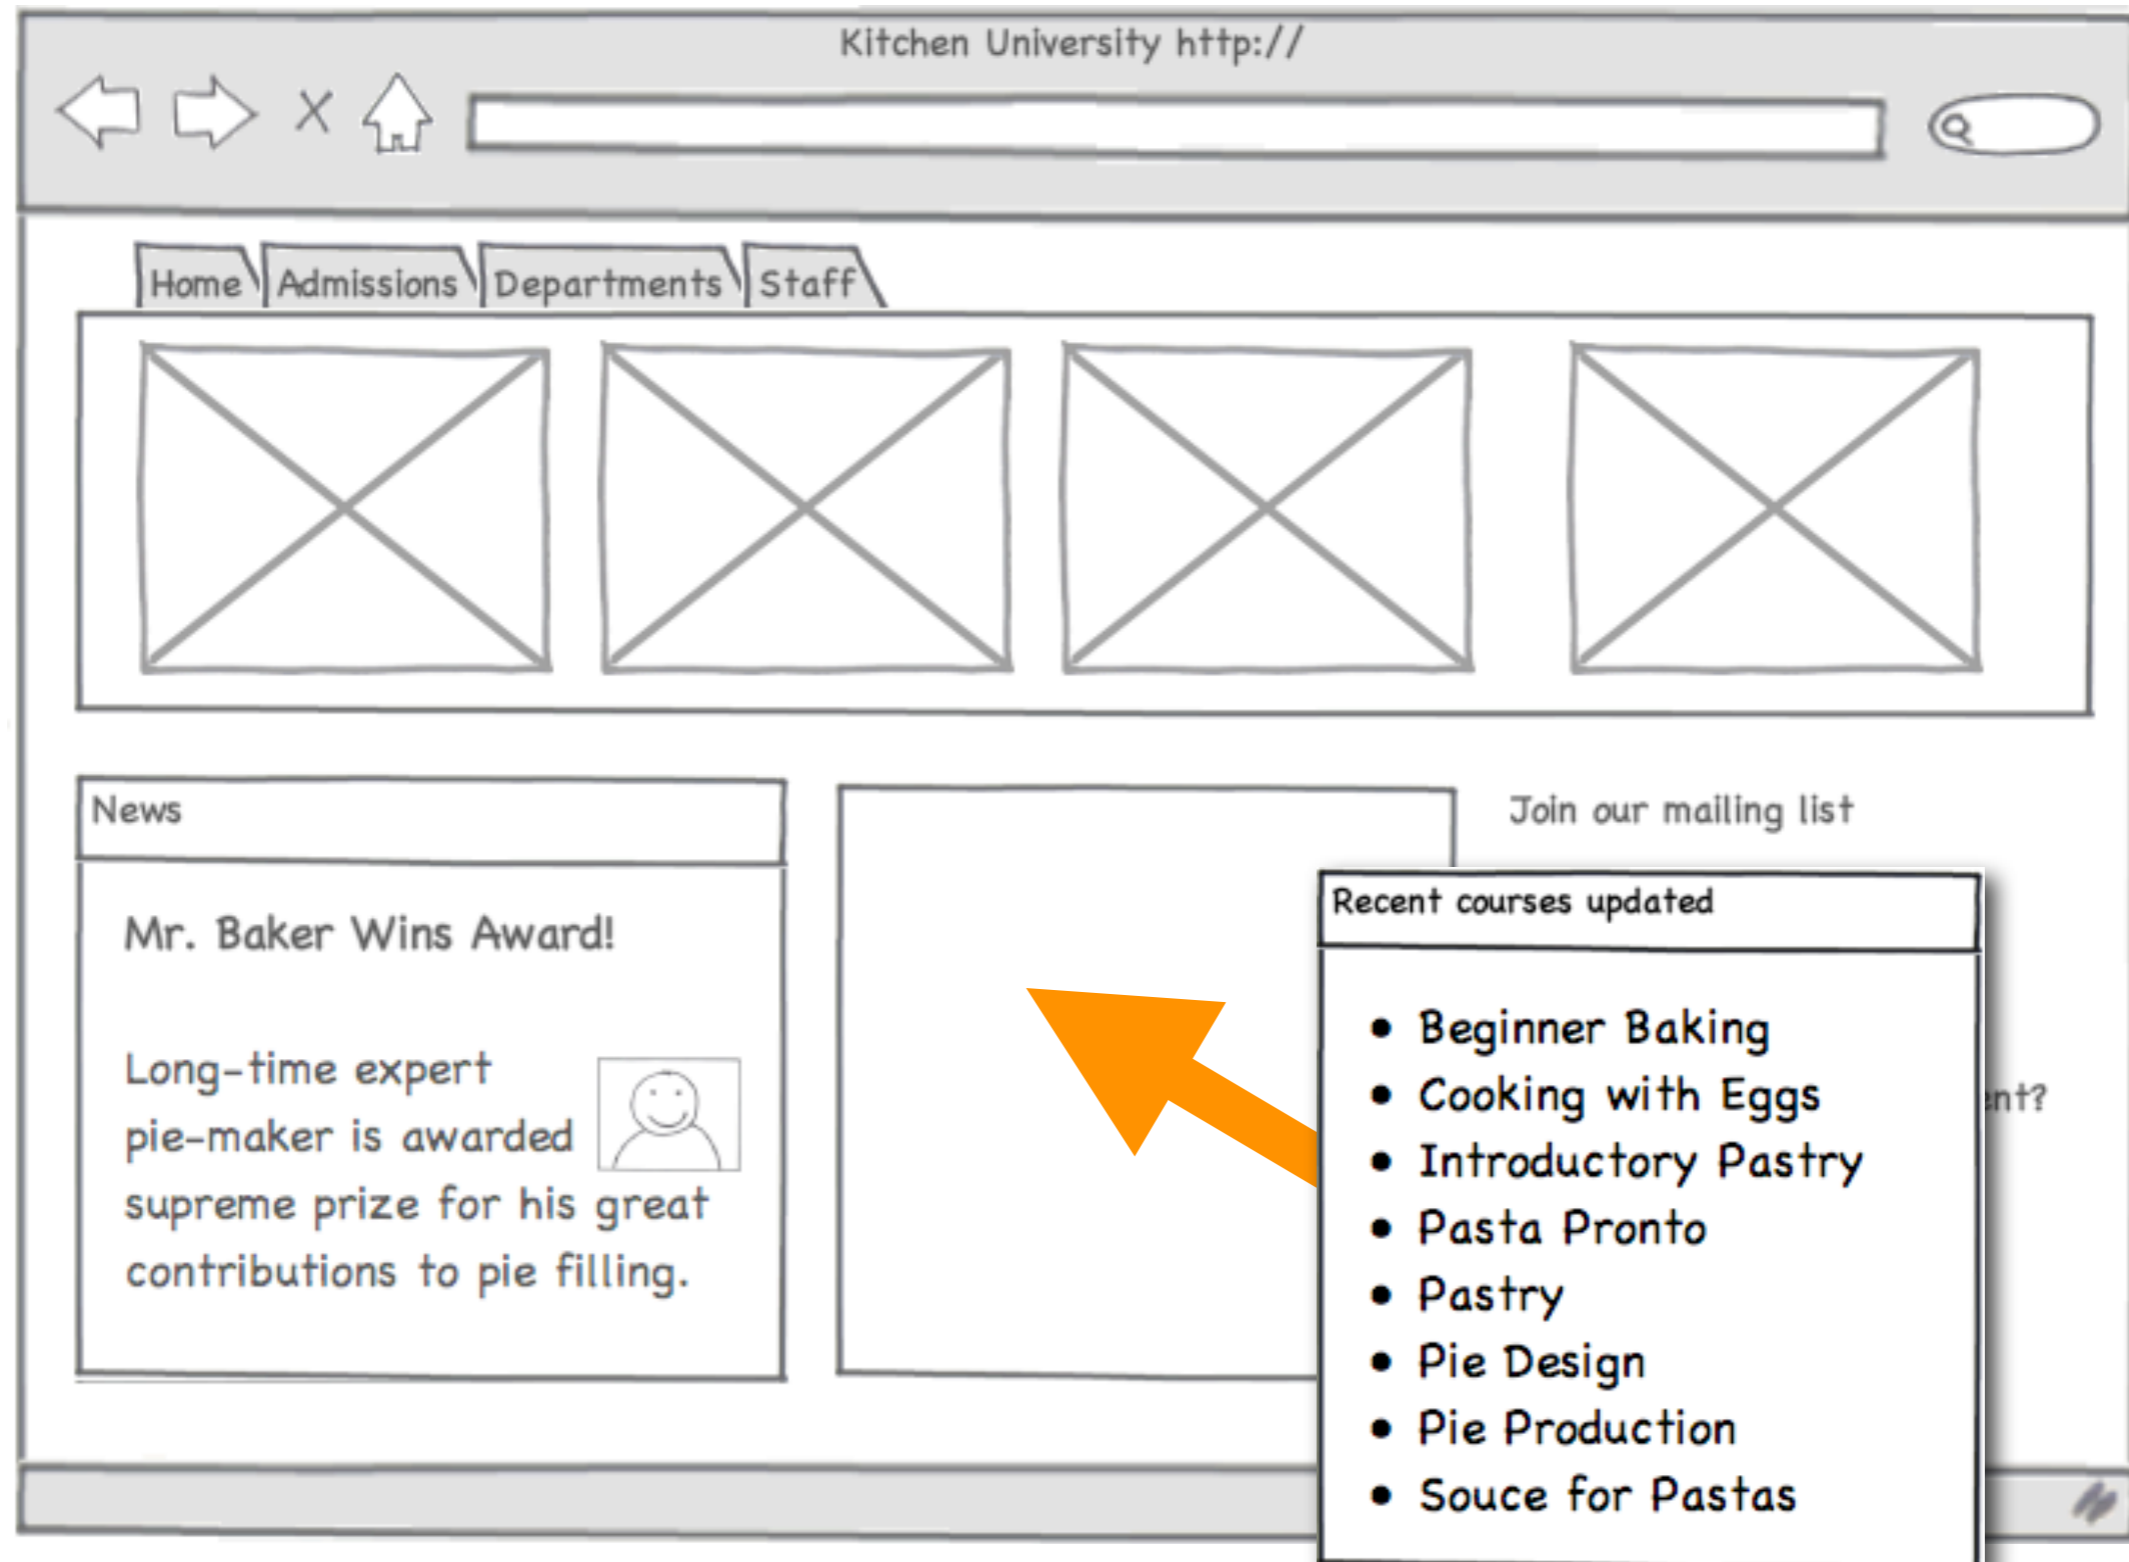 Kitchen University http://
Home Admissions Departments Staff
News
Mr. Baker Wins Award!
Long-time expert
pie-maker is awarded
supreme prize for his great
contributions to pie filling.
Join our mailing list
Recent courses updated
• Beginner Baking
• Cooking with Eggs
• Introductory Pastry
• Pasta Pronto
• Pastry
• Pie Design
• Pie Production
• Souce for Pastas